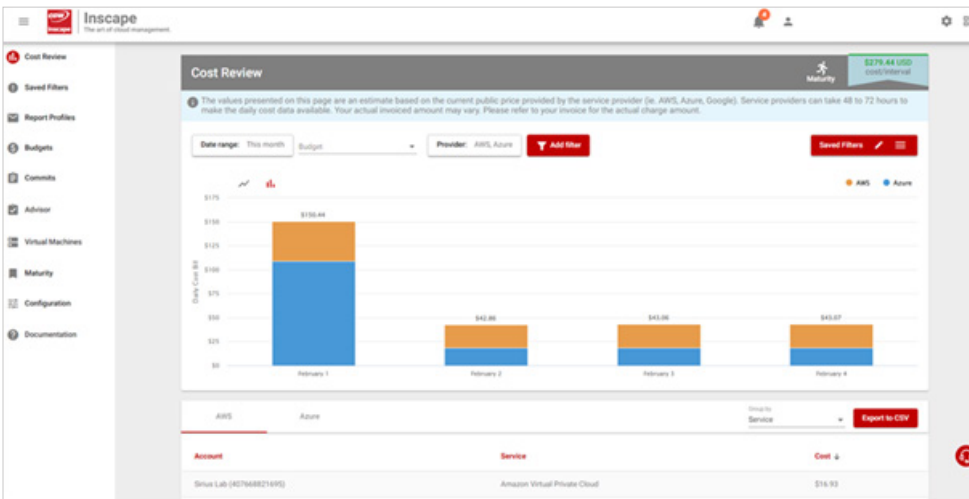 CDW
Inscape
Inscape
The art of cloud management.
4
Cost Review
Saved Filters
Report Profiles
Budgets
Commits
Advisor
Virtual Machines
Maturity
Configuration
Documentation
Cost Review
Maturity
$279.44 USD
cost/interval
The values presented on this page are an estimate based on the current public price provided by the service provider (ie. AWS, Azure, Google). Service providers can take 48 to 72 hours to
make the daily cost data available. Your actual invoiced amount may vary. Please refer to your invoice for the actual charge amount.
Date range: This month
Budget
Provider: AWS, Azure
Add filter
Saved Filters
AWS
Azure
$175
$150
$125
$100
$75
$50
$25
$0
Daily Cost
$150.44
$42.86
$43.06
$43.07
February 1
February 2
February 3
February 4
AWS
Azure
Group by
Service
Export to CSV
Account
Service
Cost ↓
Sirius Lab (407668821695)
Amazon Virtual Private Cloud
$16.93